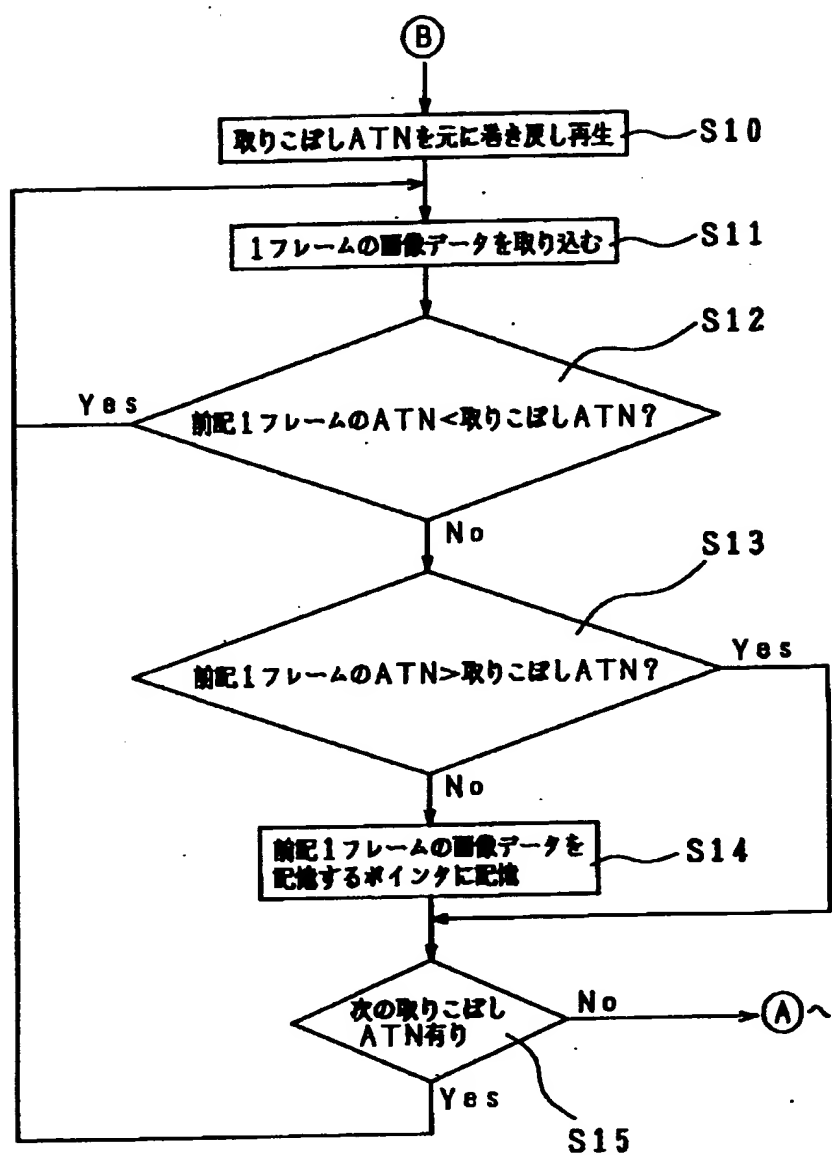 B
取りこぼしATNを元に巻き戻し再生
S10
1フレームの画像データを取り込む
S11
S12
Yes
前記1フレームのATN<取りこぼしATN?
No
S13
Yes
前記1フレームのATN>取りこぼしATN?
No
前記1フレームの画像データを
記憶するポインタに記憶
S14
次の取りこぼし
ATN有り
No
Aへ
Yes
S15